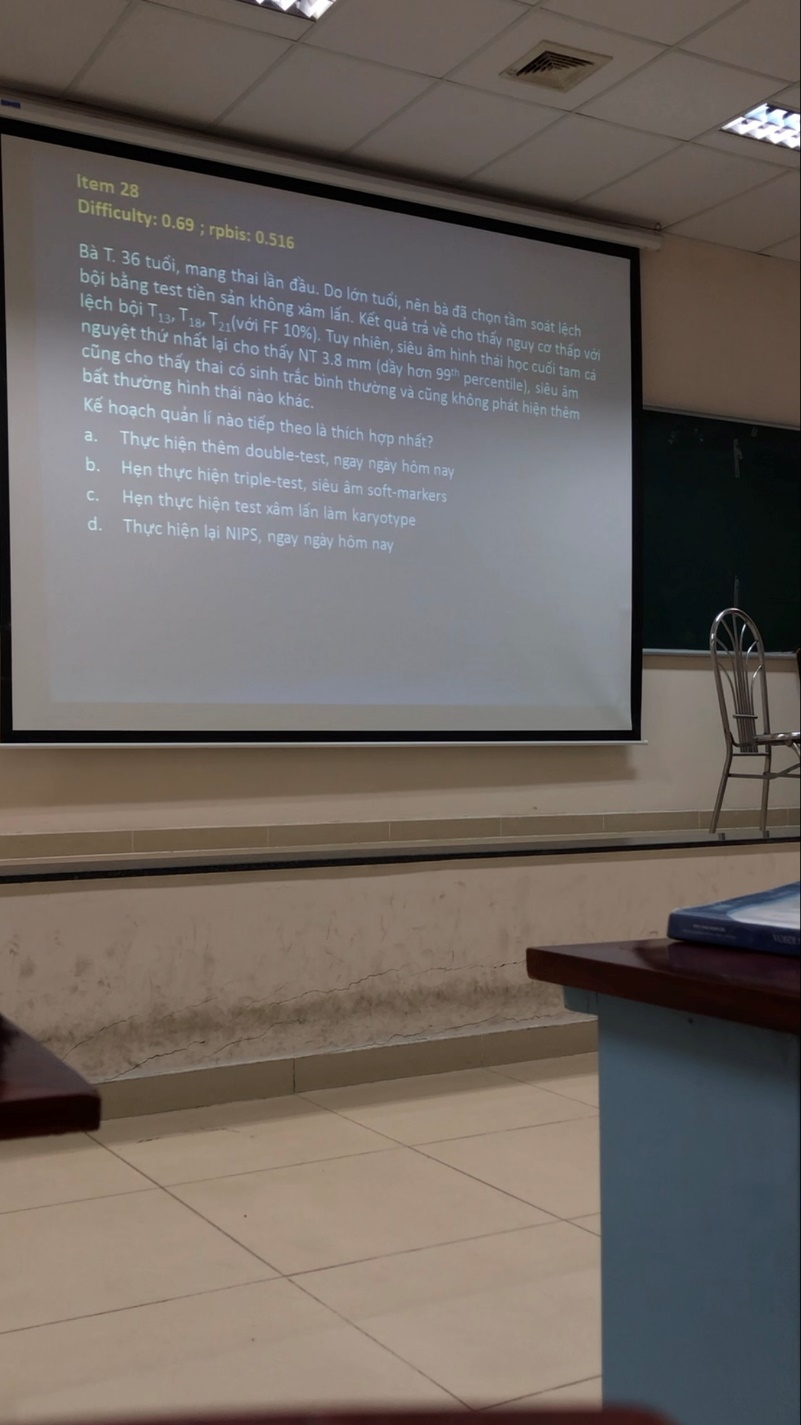 Item 28
Difficulty: 0.69 ; rpbis: 0.516
Bà T. 36 tuổi, mang thai lần đầu. Do lớn tuổi, nên bà đã chọn tầm soát lệch
bội bằng test tiền sản không xâm lấn. Kết quả trả về cho thấy nguy cơ thấp với
lệch bội T13, T18, T21(với FF 10%). Tuy nhiên, siêu âm hình thái học cuối tam cá
nguyệt thứ nhất lại cho thấy NT 3.8 mm (dầy hơn 99th percentile), siêu âm
cũng cho thấy thai có sinh trắc bình thường và cũng không phát hiện thêm
bất thường hình thái nào khác.
Kế hoạch quản lí nào tiếp theo là thích hợp nhất?
a. Thực hiện thêm double-test, ngay ngày hôm nay
b. Hẹn thực hiện triple-test, siêu âm soft-markers
c. Hẹn thực hiện test xâm lấn làm karyotype
d. Thực hiện lại NIPS, ngay ngày hôm nay